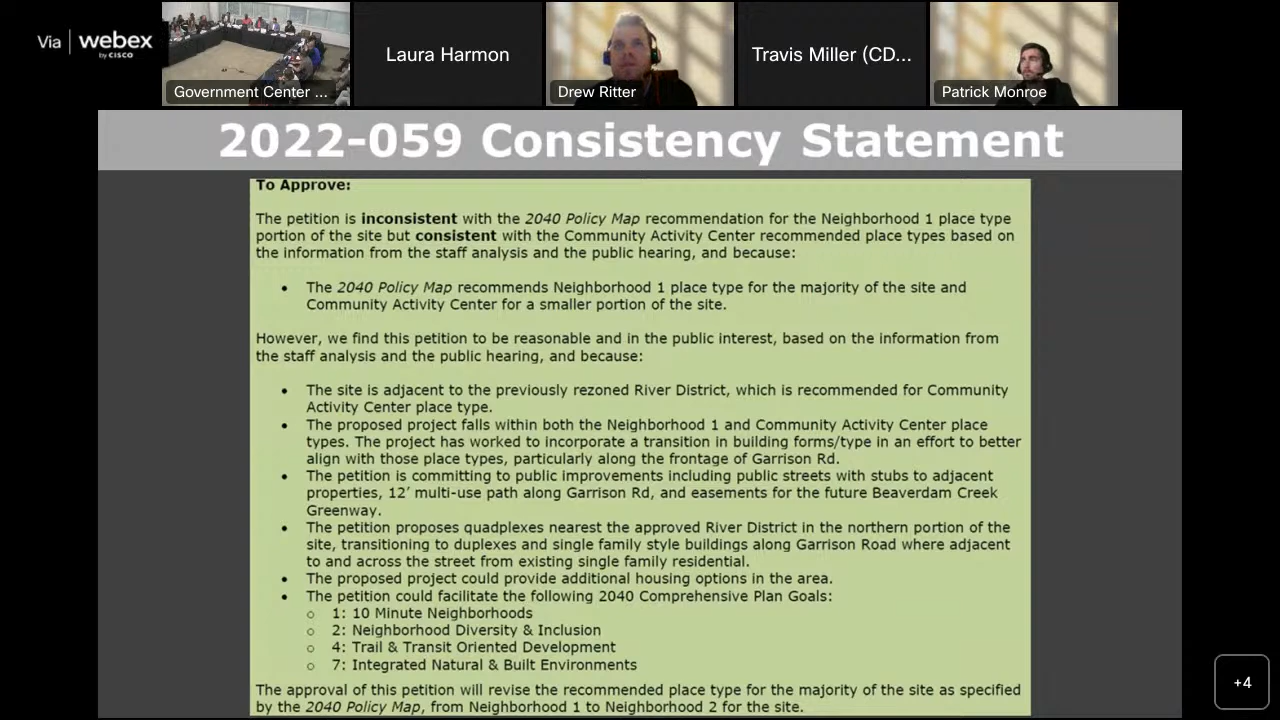 Via | webex
by CISCO
Government Center ...
Laura Harmon
Drew Ritter
Travis Miller (CD...
Patrick Monroe
2022-059 Consistency Statement
To Approve:
The petition is inconsistent with the 2040 Policy Map recommendation for the Neighborhood 1 place type
portion of the site but consistent with the Community Activity Center recommended place types based on
the information from the staff analysis and the public hearing, and because:
• The 2040 Policy Map recommends Neighborhood 1 place type for the majority of the site and
Community Activity Center for a smaller portion of the site.
However, we find this petition to be reasonable and in the public interest, based on the information from
the staff analysis and the public hearing, and because:
• The site is adjacent to the previously rezoned River District, which is recommended for Community
Activity Center place type.
• The proposed project falls within both the Neighborhood 1 and Community Activity Center place
types. The project has worked to incorporate a transition in building forms/type in an effort to better
align with those place types, particularly along the frontage of Garrison Rd.
• The petition is committing to public improvements including public streets with stubs to adjacent
properties, 12’ multi-use path along Garrison Rd, and easements for the future Beaverdam Creek
Greenway.
• The petition proposes quadplexes nearest the approved River District in the northern portion of the
site, transitioning to duplexes and single family style buildings along Garrison Road where adjacent
to and across the street from existing single family residential.
• The proposed project could provide additional housing options in the area.
• The petition could facilitate the following 2040 Comprehensive Plan Goals:
o 1: 10 Minute Neighborhoods
o 2: Neighborhood Diversity & Inclusion
o 4: Trail & Transit Oriented Development
o 7: Integrated Natural & Built Environments
The approval of this petition will revise the recommended place type for the majority of the site as specified
by the 2040 Policy Map, from Neighborhood 1 to Neighborhood 2 for the site.
+4